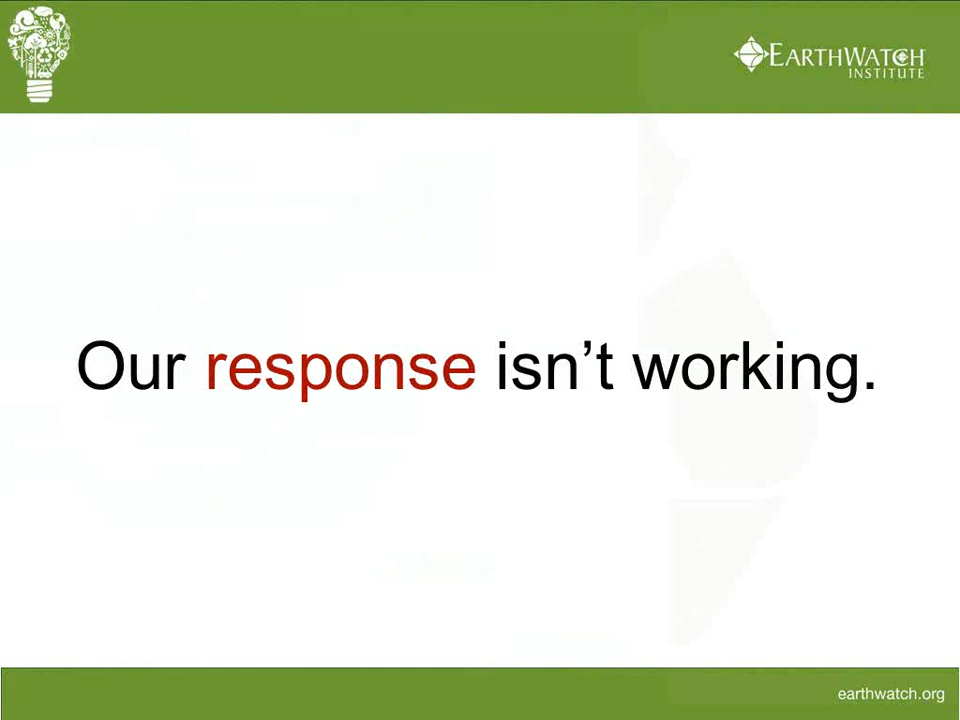 EARTHWATCH
INSTITUTE
Our response isn’t working.
earthwatch.org